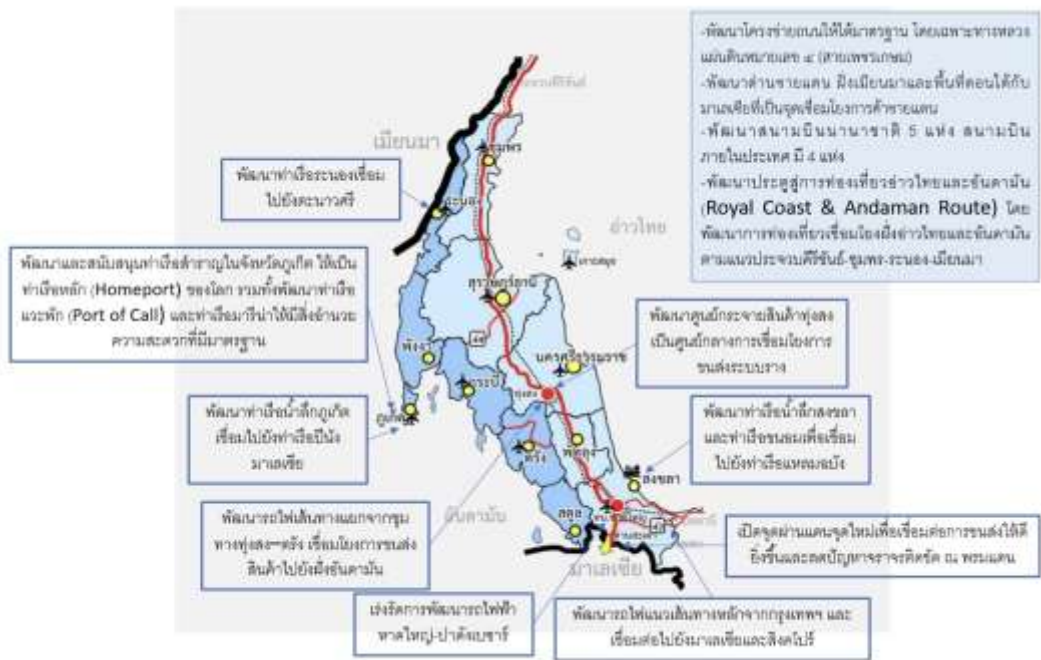 -พัฒนาโครงข่ายถนนให้ได้มาตรฐาน โดยเฉพาะทางหลวง
แผ่นดินหมายเลข ๔ (สายเพชรเกษม)
-พัฒนาด่านชายแดน ฝั่งเมียนมาและพื้นที่ตอนใต้กับ
มาเลเซียที่เป็นจุดเชื่อมโยงการค้าชายแดน
-พัฒนาสนามบินนานาชาติ 5 แห่ง สนามบิน
ภายในประเทศ มี 4 แห่ง
-พัฒนาประตูสู่การท่องเที่ยวอ่าวไทยและอันดามัน
(Royal Coast & Andaman Route) โดย
พัฒนาการท่องเที่ยวเชื่อมโยงฝั่งอ่าวไทยและอันดามัน
ตามแนวประจวบคีรีขันธ์-ชุมพร-ระนอง-เมียนมา
เมียนมา
ชุมพร
พัฒนาท่าเรือระนองเชื่อม
ไปยังตะนาวศรี
ระนอง
อ่าวไทย
เกาะสมุย
พัฒนาและสนับสนุนท่าเรือสำราญในจังหวัดภูเก็ต ให้เป็น
ท่าเรือหลัก (Homeport) ของโลก รวมทั้งพัฒนาท่าเรือ
แวะพัก (Port of Call) และท่าเรือมารีน่าให้มีสิ่งอำนวย
ความสะดวกที่มีมาตรฐาน
สุราษฎร์ธานี
44
พัฒนาศูนย์กระจายสินค้าทุ่งสง
เป็นศูนย์กลางการเชื่อมโยงการ
ขนส่งระบบราง
พังงา
นครศรีธรรมราช
กระบี่
ทุ่งสง
ภูเก็ต
พัฒนาท่าเรือน้ำลึกภูเก็ต
เชื่อมไปยังท่าเรือปีนัง
มาเลเซีย
พัฒนาท่าเรือน้ำลึกสงขลา
และท่าเรือขนอมเพื่อเชื่อม
ไปยังท่าเรือแหลมฉบัง
ตรัง
พัทลุง
สงขลา
อันดามัน
สตูล
พัฒนารถไฟเส้นทางแยกจากชุม
ทางทุ่งสง-ตรัง เชื่อมโยงการขนส่ง
สินค้าไปยังฝั่งอันดามัน
เปิดจุดผ่านแดนจุดใหม่เพื่อเชื่อมต่อการขนส่งให้ดี
ยิ่งขึ้นและลดปัญหาจราจรติดขัด ณ พรมแดน
มาเลเซีย
เร่งรัดการพัฒนารถไฟฟ้า
หาดใหญ่-ปาดังเบซาร์
พัฒนารถไฟแนวเส้นทางหลักจากกรุงเทพฯ และ
เชื่อมต่อไปยังมาเลเซียและสิงคโปร์